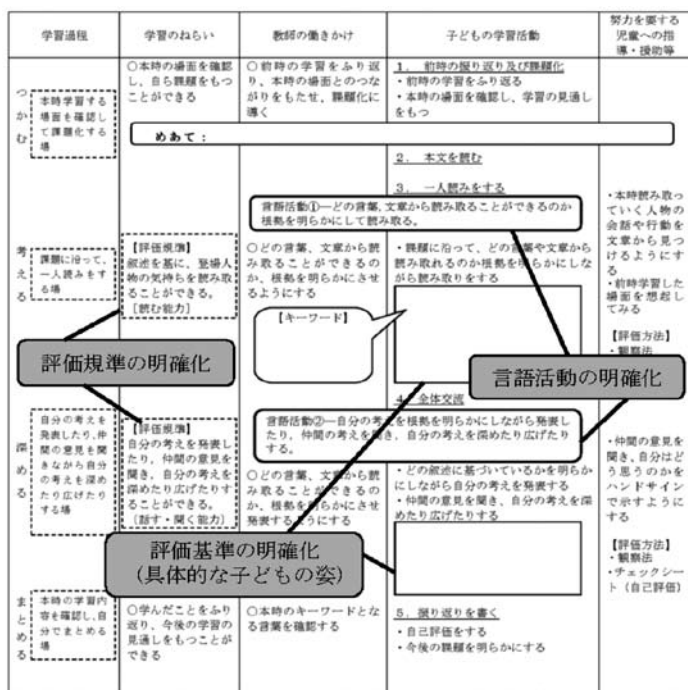 学習過程
学習のねらい
教師の働きかけ
子どもの学習活動
努力を要する
児童への指
導・援助等
つかむ
本時学習する
場面を確認し
て課題化する
場
○本時の場面を確認
し、自ら課題をもつ
ことができる
○前時の学習をふり返
り、本時の場面とのつな
がりをもたせ、課題化に
導く
1. 前時の振り返り及び課題化
・前時の学習をふり返る
・本時の場面を確認し、学習の見通し
をもつ
めあて：
2. 本文を読む
3. 一人読みをする
言語活動①―どの言葉、文章から読み取ることができるのか
根拠を明らかにして読み取る。
考える
課題に沿って、
一人読みをす
る場
【評価規準】
叙述を基に、登場人
物の気持ちを読み取
ることができる。
［読む能力］
○どの言葉、文章から読
み取ることができるの
か、根拠を明らかにさせ
るようにする
・課題に沿って、どの言葉や文章から
読み取れるのか根拠を明らかにしな
がら読み取りをする
【キーワード】
・本時読み取っ
ていく人物の
会話や行動を
文章から見つ
けるようにす
る
・前時学習した
場面を想起し
てみる
【評価方法】
・観察法
評価規準の明確化
言語活動の明確化
4. 全体交流
言語活動②―自分の考えを根拠を明らかにしながら発表し
たり、仲間の考えを聞き、自分の考えを深めたり広げたり
する。
深める
自分の考えを
発表したり、仲
間の意見を聞
きながら自分
の考えを深め
たり広げたり
する場
【評価規準】
自分の考えを発表し
たり、仲間の意見を
聞き、自分の考えを
深めたり広げたりす
ることができる。
［話す・聞く能力］
○どの言葉、文章から読
み取ることができるの
か、根拠を明らかにさせ
発表するようにする
・どの叙述に基づいているかを明らか
にしながら自分の考えを発表する
・仲間の意見を聞き、自分の考えを深
めたり広げたりする
・仲間の意見を
聞き、自分はど
う思うのかを
ハンドサイン
で示すように
する
【評価方法】
・観察法
・チェックシー
ト（自己評価）
評価基準の明確化
（具体的な子どもの姿）
まとめる
本時の学習内
容を確認し、自
分でまとめる
場
○学んだことをふり
返り、今後の学習の
見通しをもつことが
できる
○本時のキーワードとな
る言葉を確認する
5. 振り返りを書く
・自己評価をする
・今後の課題を明らかにする